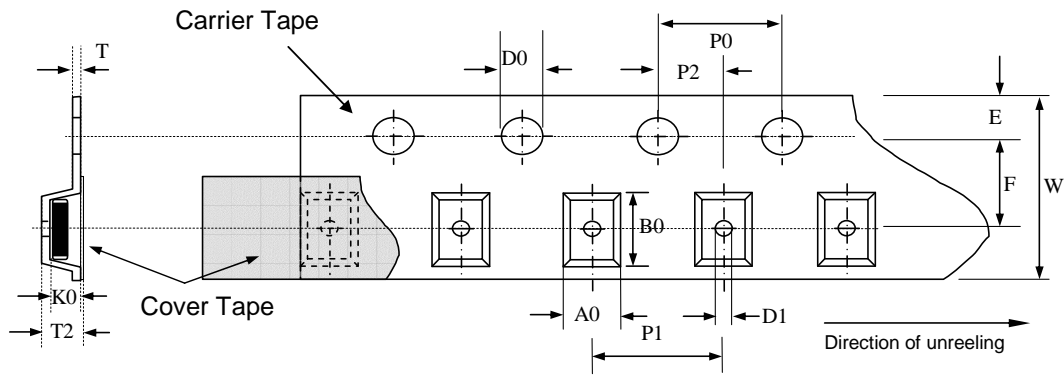 Carrier Tape
T
D0
P0
P2
E
F
W
B0
K0
Cover Tape
T2
A0
P1
D1
Direction of unreeling